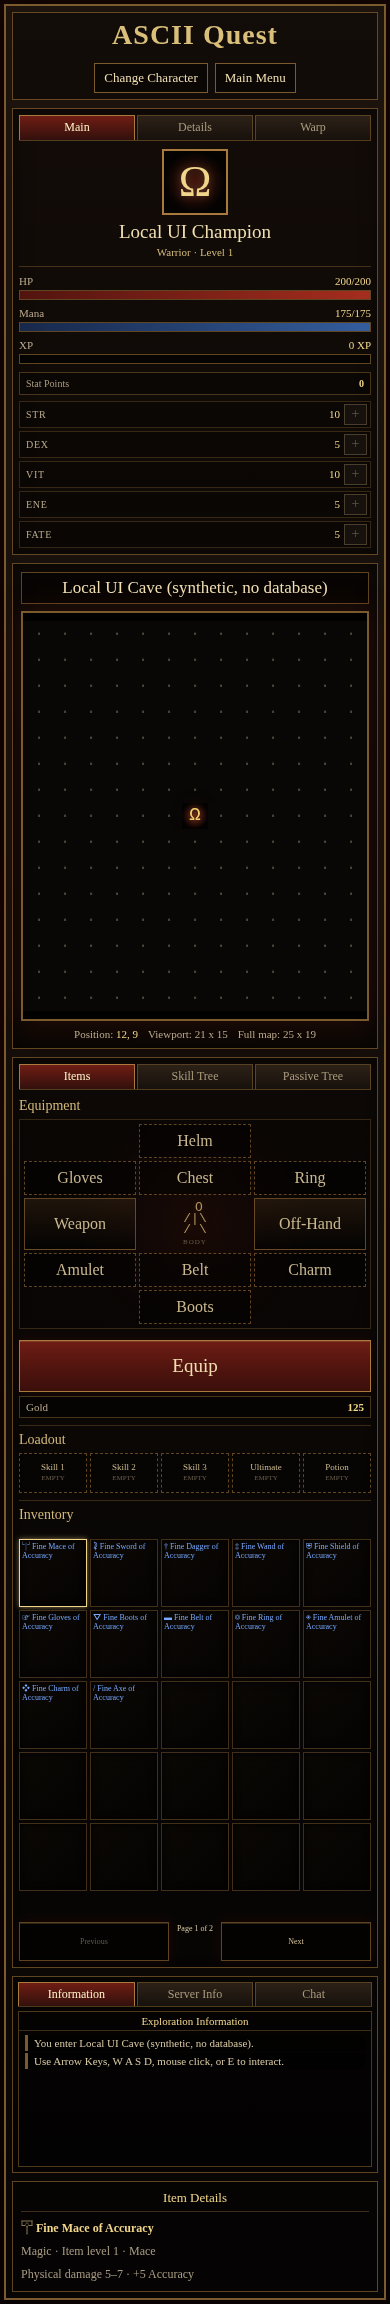 ASCII Quest
Change Character Main Menu
Main Details Warp
Ω
Local UI Champion
Warrior · Level 1
HP 200/200
Mana 175/175
XP 0 XP
Stat Points 0
STR 10 +
DEX 5 +
VIT 10 +
ENE 5 +
FATE 5 +
Local UI Cave (synthetic, no database)
Ω
Position: 12, 9 Viewport: 21 x 15 Full map: 25 x 19
Items Skill Tree Passive Tree
Equipment
Helm
Gloves Chest Ring
Weapon Off-Hand
O
/|\
/ \
BODY
Amulet Belt Charm
Boots
Equip
Gold 125
Loadout
Skill 1 Skill 2 Skill 3 Ultimate Potion
EMPTY EMPTY EMPTY EMPTY EMPTY
Inventory
Fine Mace of Fine Sword of † Fine Dagger of ‡ Fine Wand of Fine Shield of
Accuracy Accuracy Accuracy Accuracy Accuracy
Fine Gloves of Fine Boots of ▬ Fine Belt of Fine Ring of Fine Amulet of
Accuracy Accuracy Accuracy Accuracy Accuracy
Fine Charm of / Fine Axe of
Accuracy Accuracy
Previous Page 1 of 2 Next
Information Server Info Chat
Exploration Information
You enter Local UI Cave (synthetic, no database).
Use Arrow Keys, W A S D, mouse click, or E to interact.
Item Details
Fine Mace of Accuracy
Magic · Item level 1 · Mace
Physical damage 5–7 · +5 Accuracy